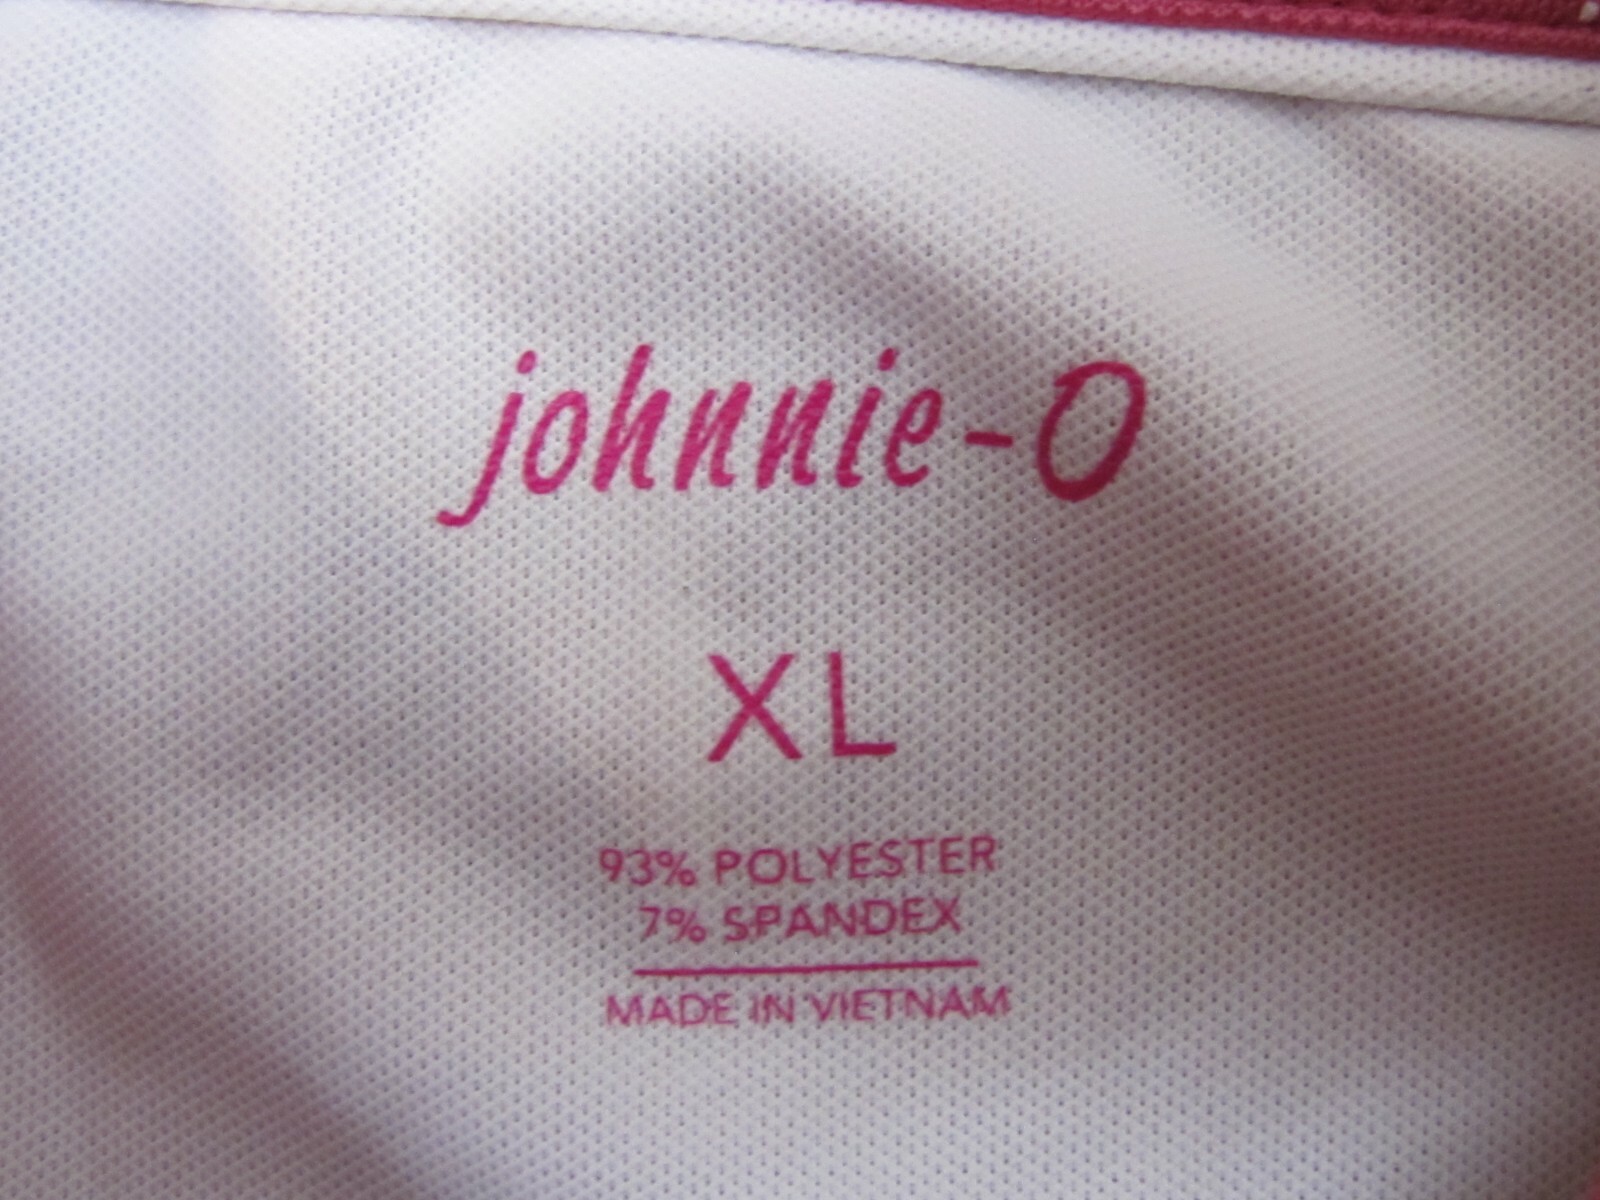 johnnie-O
XL
93% POLYESTER
7% SPANDEX
MADE IN VIETNAM